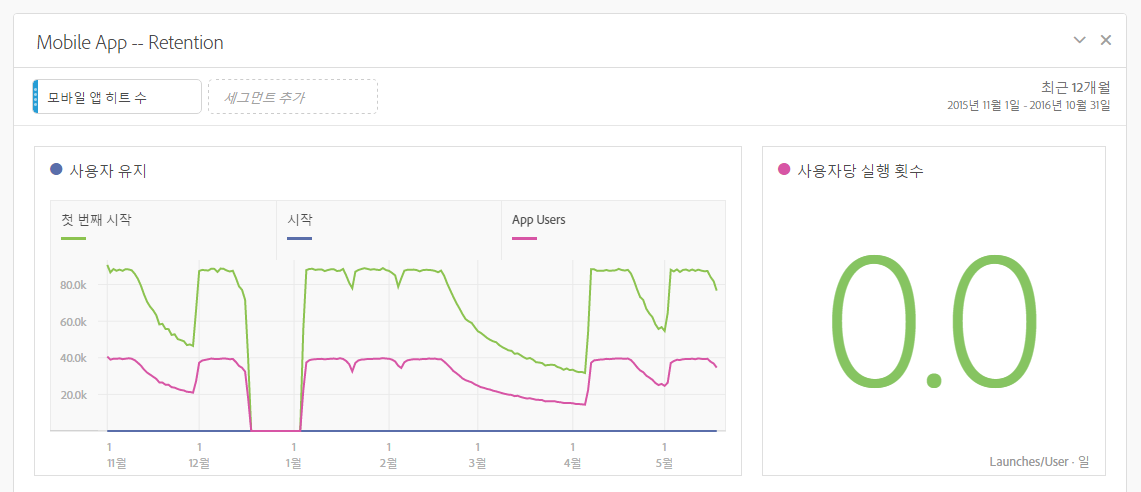 Mobile App -- Retention
모바일 앱 히트 수
세그먼트 추가
최근 12개월
2015년 11월 1일 - 2016년 10월 31일
사용자 유지
첫 번째 시작
시작
App Users
80.0k
60.0k
40.0k
20.0k
1 1 1 1 1 1 1
11월 12월 1월 2월 3월 4월 5월
사용자당 실행 횟수
0.0
Launches/User · 일